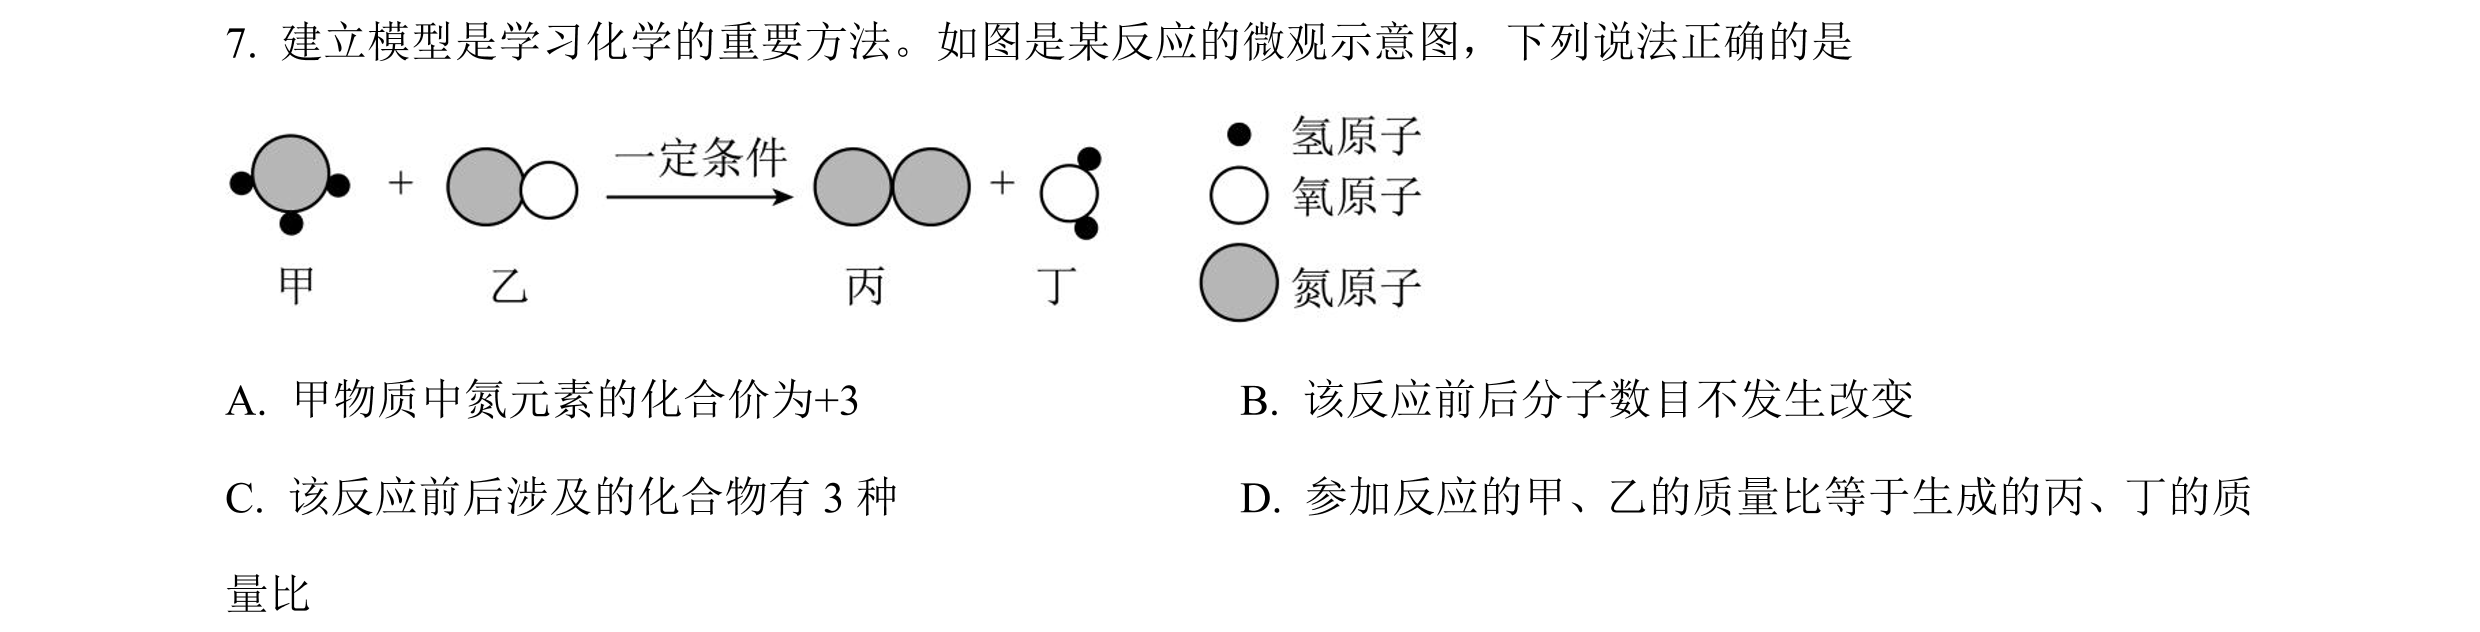 7. 建立模型是学习化学的重要方法。如图是某反应的微观示意图，下列说法正确的是
氢原子
+ 一定条件 + 氧原子
甲 乙 丙 丁 氮原子
A. 甲物质中氮元素的化合价为+3 B. 该反应前后分子数目不发生改变
C. 该反应前后涉及的化合物有 3 种 D. 参加反应的甲、乙的质量比等于生成的丙、丁的质
量比